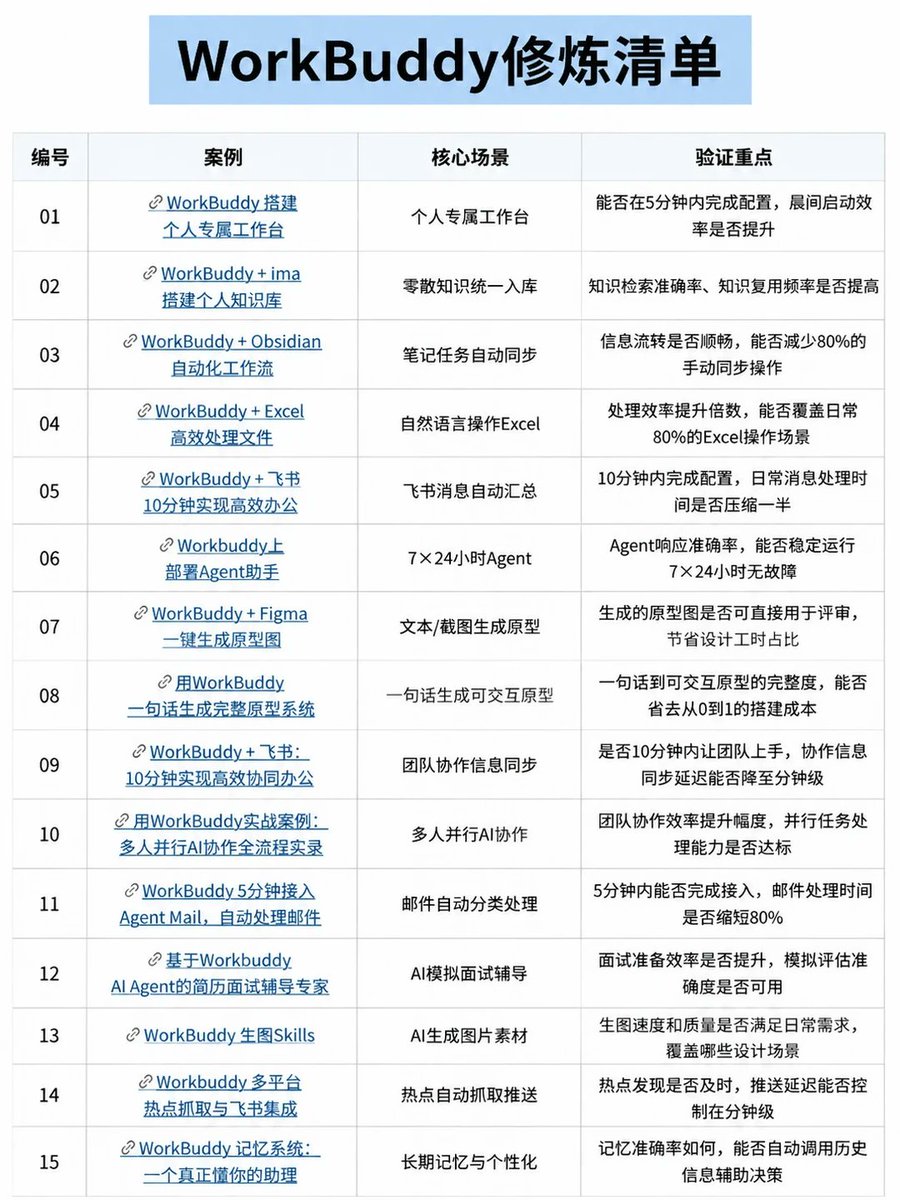 WorkBuddy修炼清单
编号 案例 核心场景 验证重点
01 WorkBuddy 搭建
个人专属工作台 个人专属工作台 能否在5分钟内完成配置，晨间启动效
率是否提升
02 WorkBuddy + ima
搭建个人知识库 零散知识统一入库 知识检索准确率、知识复用频率是否提高
03 WorkBuddy + Obsidian
自动化工作流 笔记任务自动同步 信息流转是否顺畅，能否减少80%的
手动同步操作
04 WorkBuddy + Excel
高效处理文件 自然语言操作Excel 处理效率提升倍数，能否覆盖日常
80%的Excel操作场景
05 WorkBuddy + 飞书
10分钟实现高效办公 飞书消息自动汇总 10分钟内完成配置，日常消息处理时
间是否压缩一半
06 Workbuddy上
部署Agent助手 7×24小时Agent Agent响应准确率，能否稳定运行
7×24小时无故障
07 WorkBuddy + Figma
一键生成原型图 文本/截图生成原型 生成的原型图是否可直接用于评审，
节省设计工时占比
08 用WorkBuddy
一句话生成完整原型系统 一句话生成可交互原型 一句话到可交互原型的完整度，能否
省去从0到1的搭建成本
09 WorkBuddy + 飞书：
10分钟实现高效协同办公 团队协作信息同步 是否10分钟内让团队上手，协作信息
同步延迟能否降至分钟级
10 用WorkBuddy实战案例：
多人并行AI协作全流程实录 多人并行AI协作 团队协作效率提升幅度，并行任务处
理能力是否达标
11 WorkBuddy 5分钟接入
Agent Mail，自动处理邮件 邮件自动分类处理 5分钟内能否完成接入，邮件处理时间
是否缩短80%
12 基于Workbuddy
AI Agent的简历面试辅导专家 AI模拟面试辅导 面试准备效率是否提升，模拟评估准
确度是否可用
13 WorkBuddy 生图Skills AI生成图片素材 生图速度和质量是否满足日常需求，
覆盖哪些设计场景
14 Workbuddy 多平台
热点抓取与飞书集成 热点自动抓取推送 热点发现是否及时，推送延迟能否控
制在分钟级
15 WorkBuddy 记忆系统：
一个真正懂你的助理 长期记忆与个性化 记忆准确率如何，能否自动调用历史
信息辅助决策